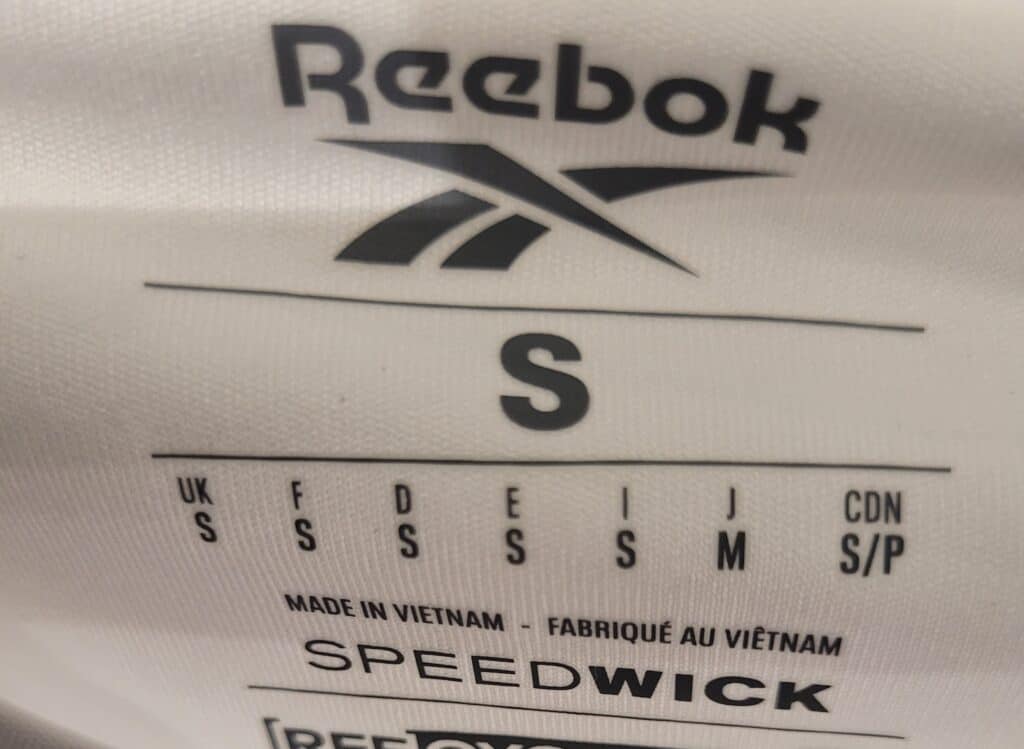 Reebok
S
UK F D E I J CDN
S S S S S M S/P
MADE IN VIETNAM - FABRIQUÉ AU VIÊTNAM
SPEEDWICK